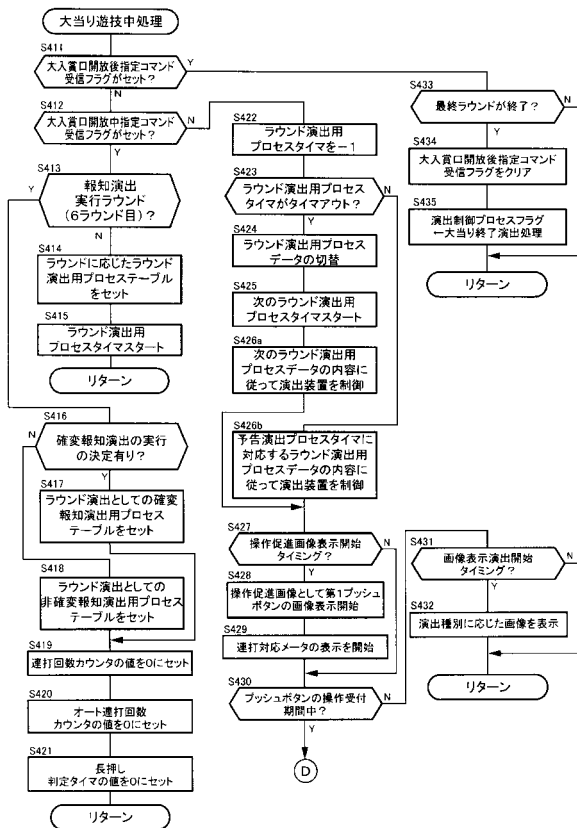 大当り遊技中処理
S411
大入賞口開放後指定コマンド
受信フラグがセット?
Y
N
S412
大入賞口開放中指定コマンド
受信フラグがセット?
N
Y
S413
報知演出
実行ラウンド
(6ラウンド目)?
Y
N
S414
ラウンドに応じたラウンド
演出用プロセステーブル
をセット
S415
ラウンド演出用
プロセスタイマスタート
リターン
S416
確変報知演出の実行
の決定有り?
N
Y
S417
ラウンド演出としての確変
報知演出用プロセス
テーブルをセット
S418
ラウンド演出としての
非確変報知演出用プロセス
テーブルをセット
S419
連打回数カウンタの値を0にセット
S420
オート連打回数
カウンタの値を0にセット
S421
長押し
判定タイマの値を0にセット
リターン
S422
ラウンド演出用
プロセスタイマを−1
S423
ラウンド演出用プロセス
タイマがタイムアウト?
N
Y
S424
ラウンド演出用プロセス
データの切替
S425
次のラウンド演出用
プロセスタイマスタート
S426a
次のラウンド演出用
プロセスデータの内容に
従って演出装置を制御
S426b
予告演出プロセスタイマに
対応するラウンド演出用
プロセスデータの内容に
従って演出装置を制御
S427
操作促進画像表示開始
タイミング?
N
Y
S428
操作促進画像として第1プッシュ
ボタンの画像表示開始
S429
連打対応メータの表示を開始
S430
プッシュボタンの操作受付
期間中?
N
Y
D
S431
画像表示演出開始
タイミング?
N
Y
S432
演出種別に応じた画像を表示
リターン
S433
最終ラウンドが終了?
N
Y
S434
大入賞口開放後指定コマンド
受信フラグをクリア
S435
演出制御プロセスフラグ
←大当り終了演出処理
リターン